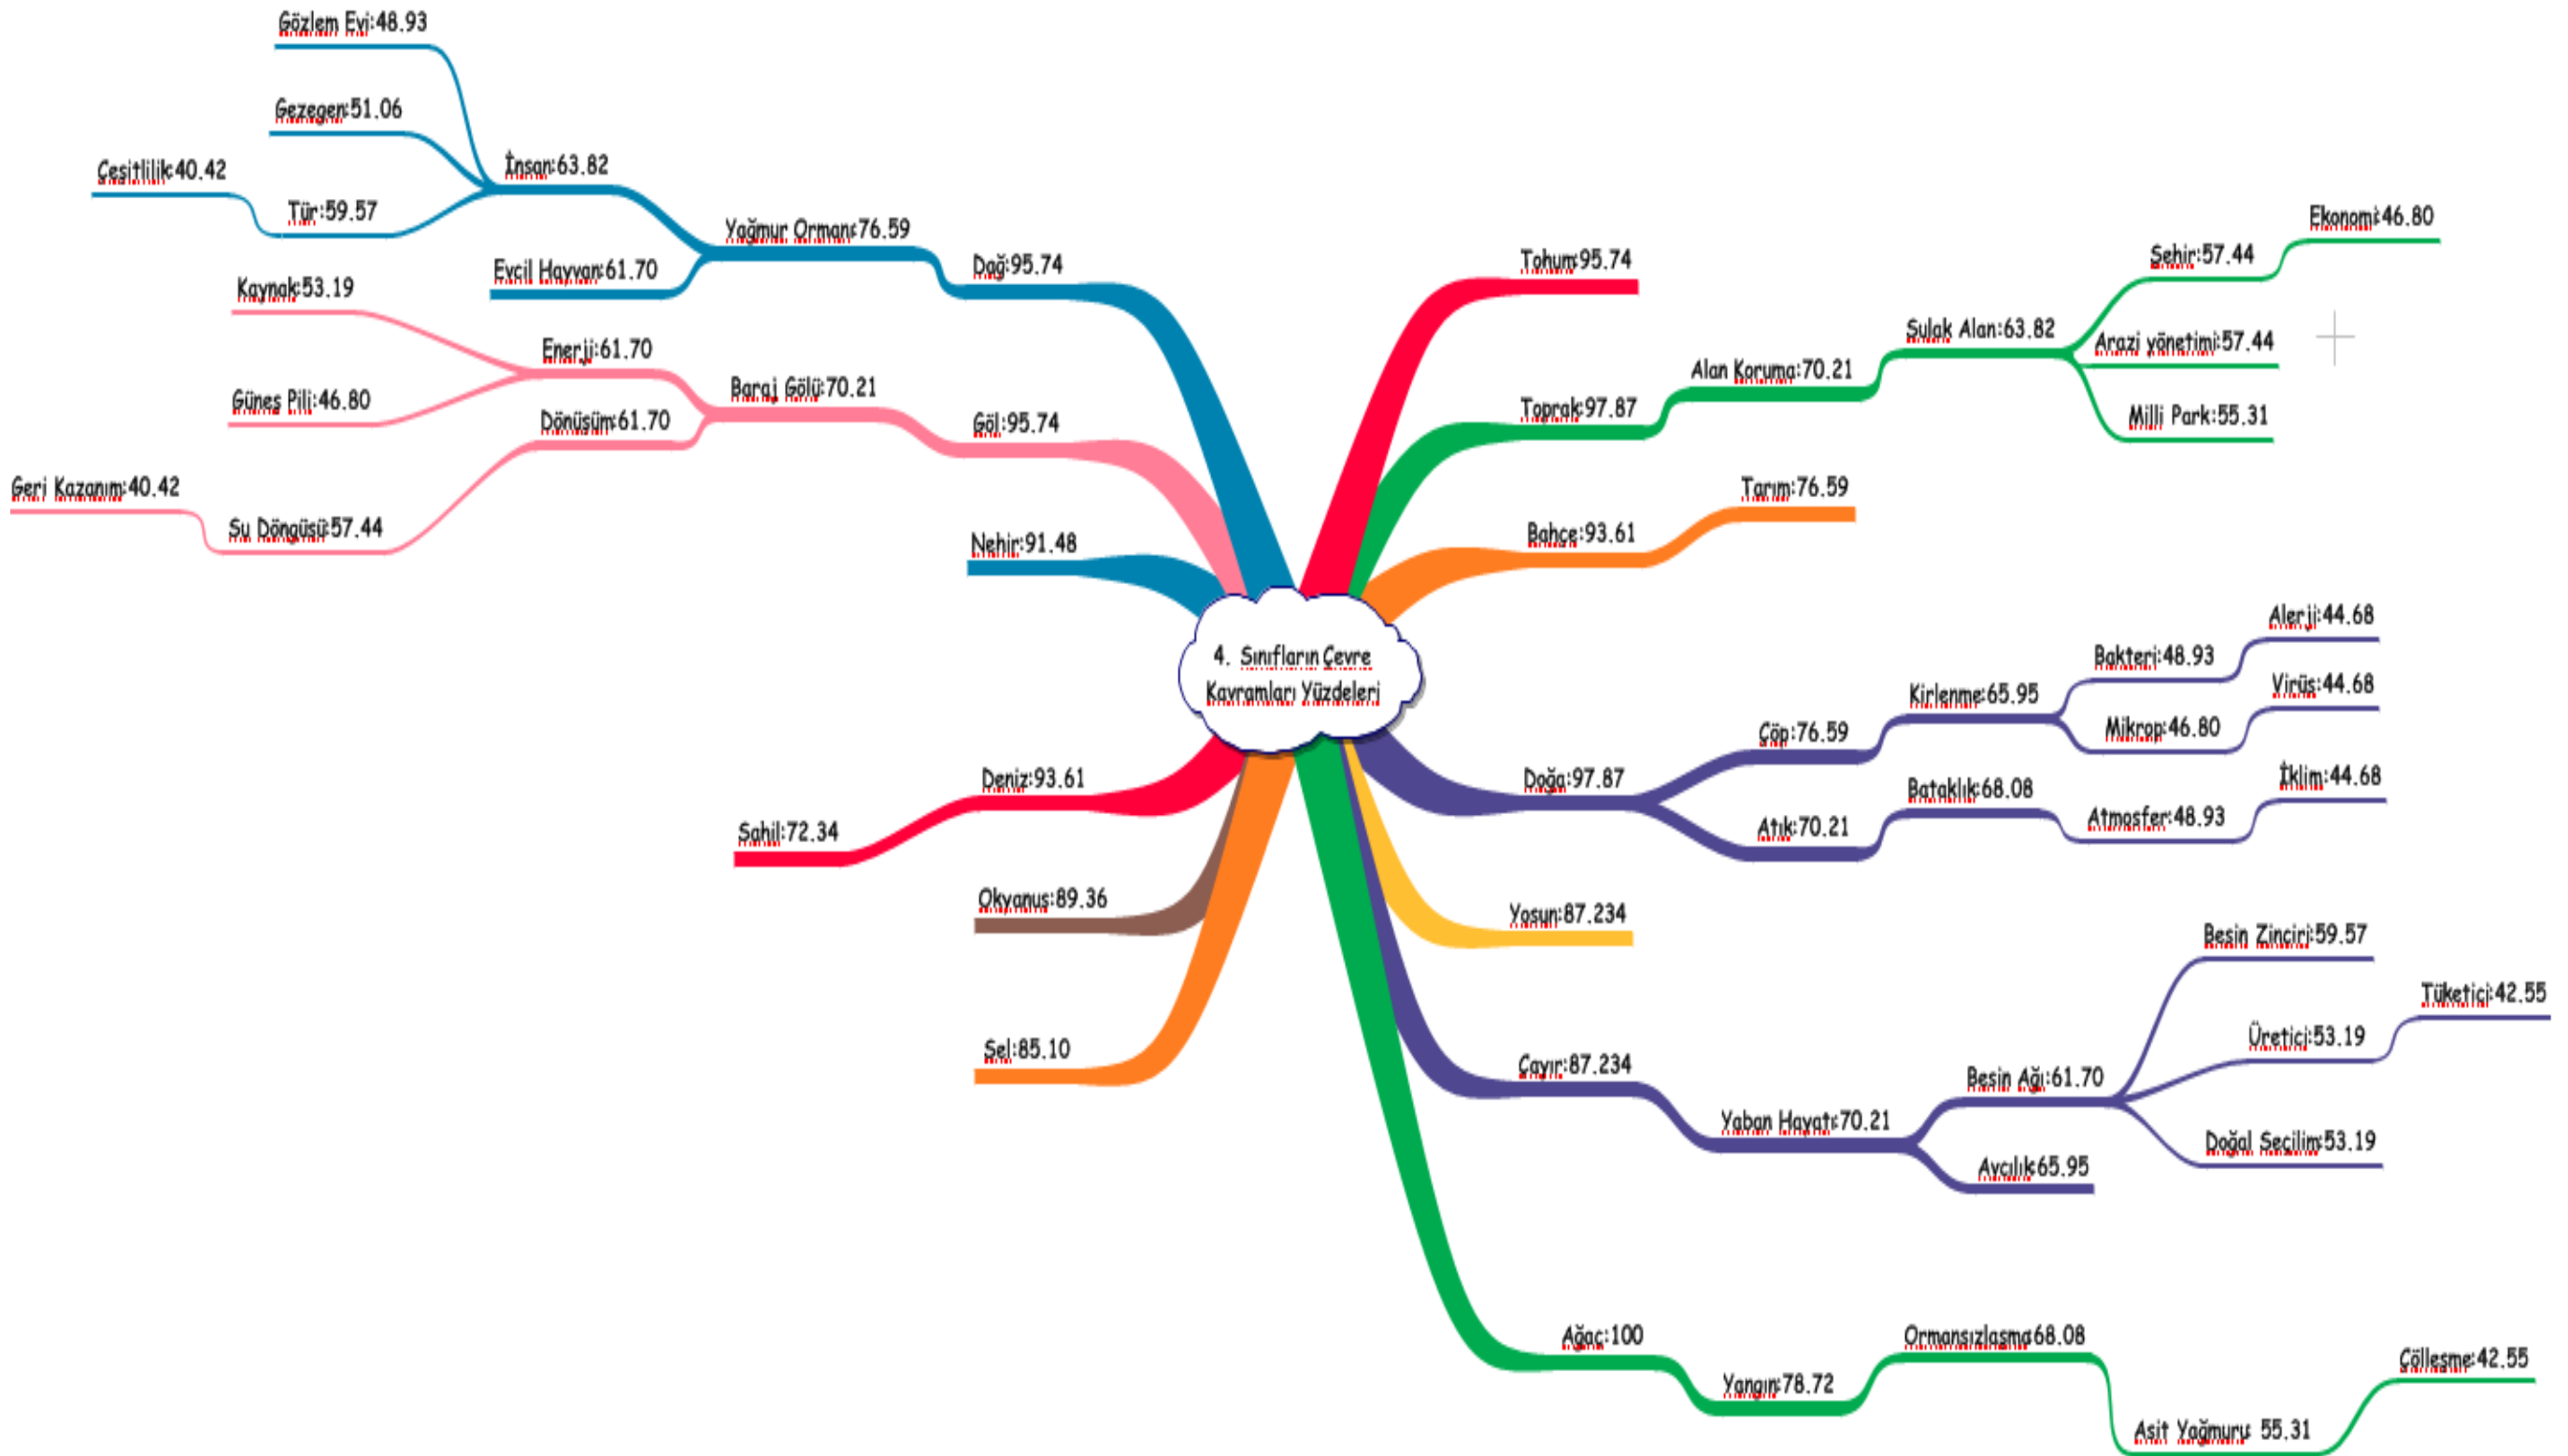 4. Sınıfların Çevre
Kavramları Yüzdeleri
Gözlem Evi:48.93
Gezegen:51.06
Çeşitlilik:40.42
Tür:59.57
İnsan:63.82
Evcil Hayvan:61.70
Yağmur Ormanı:76.59
Dağ:95.74
Kaynak:53.19
Güneş Pili:46.80
Enerji:61.70
Dönüşüm:61.70
Baraj Gölü:70.21
Göl:95.74
Geri Kazanım:40.42
Su Döngüsü:57.44
Nehir:91.48
Deniz:93.61
Sahil:72.34
Okyanus:89.36
Sel:85.10
Tohum:95.74
Toprak:97.87
Alan Koruma:70.21
Sulak Alan:63.82
Şehir:57.44
Ekonomi:46.80
Arazi yönetimi:57.44
Milli Park:55.31
Bahçe:93.61
Tarım:76.59
Doğa:97.87
Çöp:76.59
Kirlenme:65.95
Bakteri:48.93
Alerji:44.68
Mikrop:46.80
Virüs:44.68
Atık:70.21
Bataklık:68.08
Atmosfer:48.93
İklim:44.68
Yosun:87.234
Çayır:87.234
Yaban Hayatı:70.21
Besin Ağı:61.70
Besin Zinciri:59.57
Üretici:53.19
Tüketici:42.55
Doğal Seçilim:53.19
Avcılık:65.95
Ağaç:100
Yangın:78.72
Ormansızlaşma:68.08
Asit Yağmuru: 55.31
Çölleşme:42.55